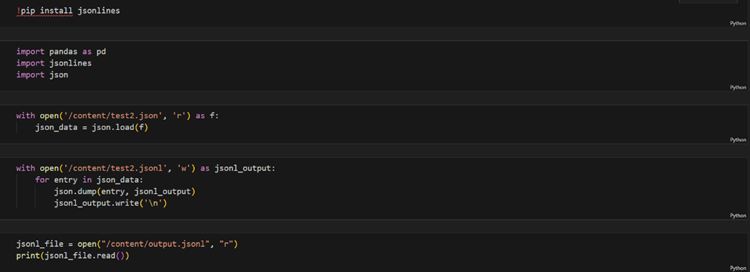 !pip install jsonlines
Python
import pandas as pd
import jsonlines
import json
Python
with open('/content/test2.json', 'r') as f:
    json_data = json.load(f)
Python
with open('/content/test2.jsonl', 'w') as jsonl_output:
    for entry in json_data:
        json.dump(entry, jsonl_output)
        jsonl_output.write('\n')
Python
jsonl_file = open("/content/output.jsonl", "r")
print(jsonl_file.read())
Python